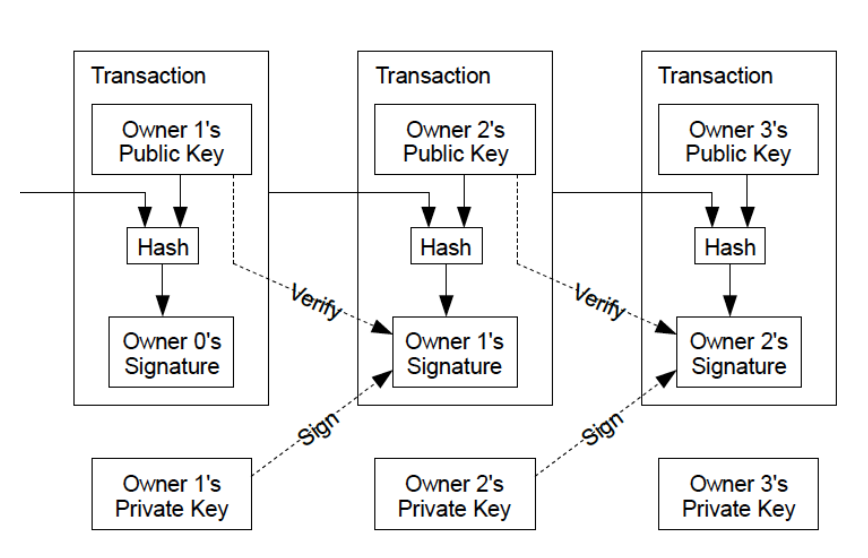 Transaction
Transaction
Transaction
Owner 1's
Public Key
Owner 2's
Public Key
Owner 3's
Public Key
Hash
Hash
Hash
Verify
Verify
Owner 0's
Signature
Owner 1's
Signature
Owner 2's
Signature
Sign
Sign
Owner 1's
Private Key
Owner 2's
Private Key
Owner 3's
Private Key